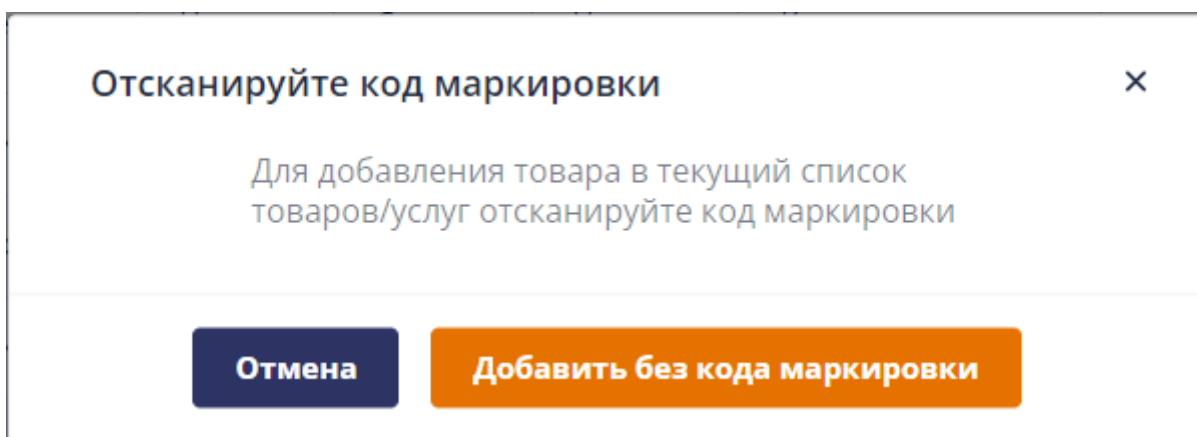 Отсканируйте код маркировки
Для добавления товара в текущий список
товаров/услуг отсканируйте код маркировки
Отмена
Добавить без кода маркировки